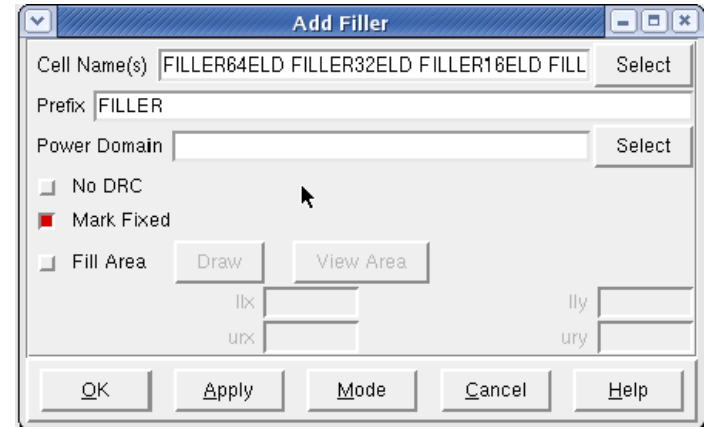 Add Filler
Cell Name(s) FILLER64ELD FILLER32ELD FILLER16ELD FILL Select
Prefix FILLER
Power Domain Select
No DRC
Mark Fixed
Fill Area Draw View Area
llx lly
urx ury
OK Apply Mode Cancel Help